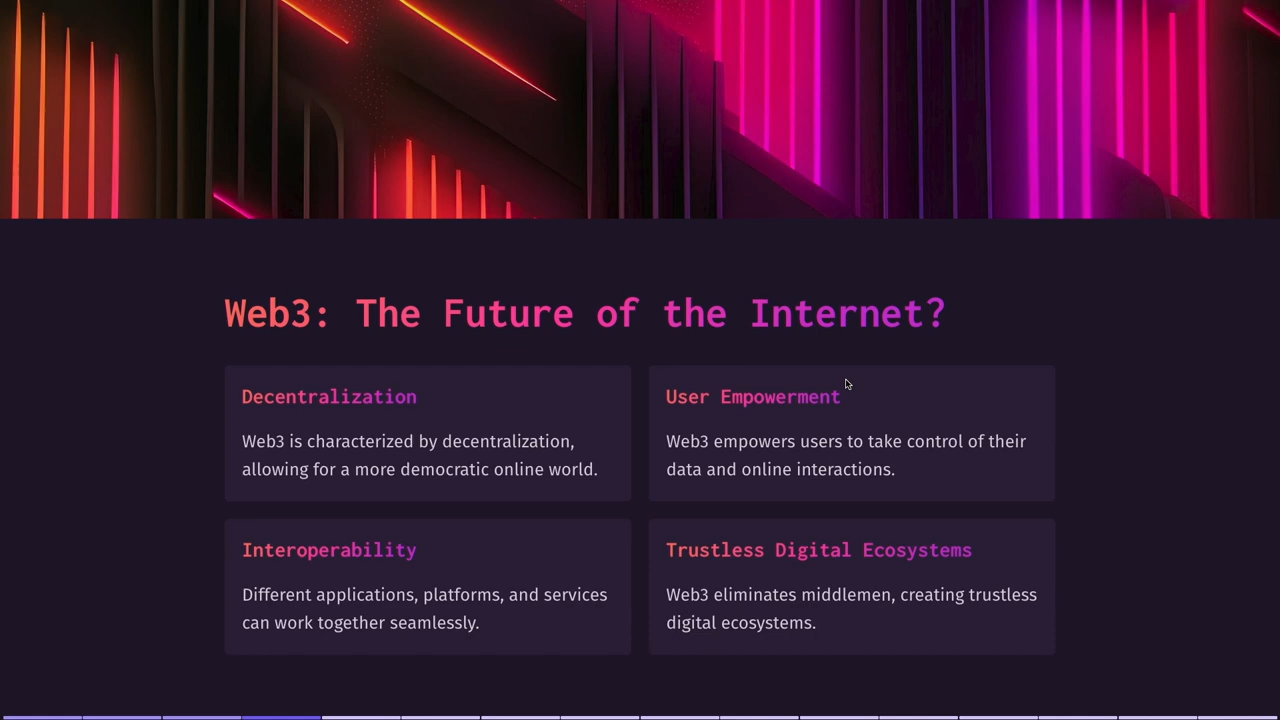 Web3: The Future of the Internet?
Decentralization
Web3 is characterized by decentralization,
allowing for a more democratic online world.
User Empowerment
Web3 empowers users to take control of their
data and online interactions.
Interoperability
Different applications, platforms, and services
can work together seamlessly.
Trustless Digital Ecosystems
Web3 eliminates middlemen, creating trustless
digital ecosystems.